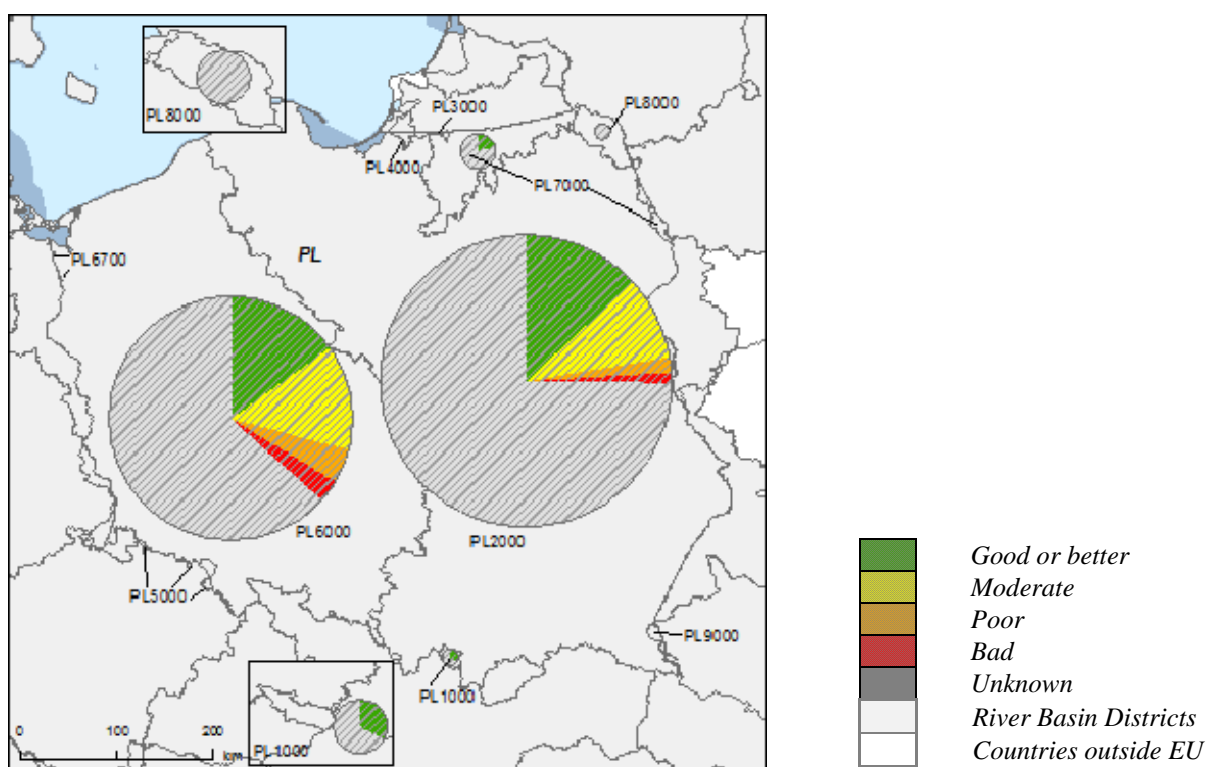 PL8000
PL8000
PL3000
PL4000
PL7000
PL6700
PL
PL6000
PL2000
PL5000
PL9000
PL1000
PL1000
0 100 200
km
Good or better
Moderate
Poor
Bad
Unknown
River Basin Districts
Countries outside EU